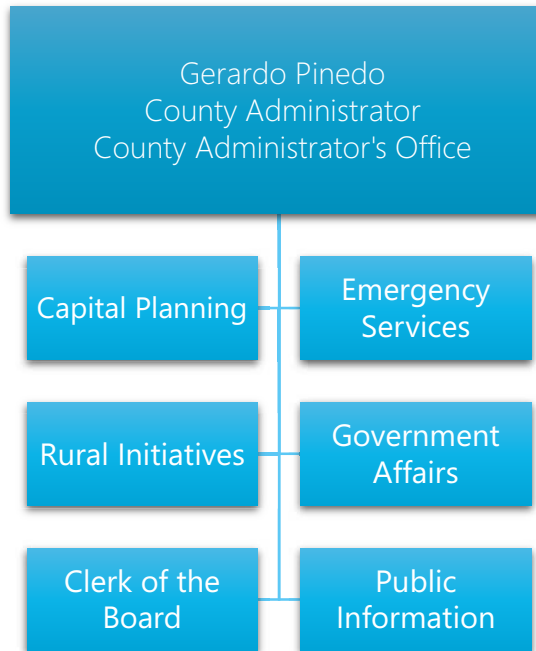 Gerardo Pinedo
County Administrator
County Administrator's Office
Capital Planning
Emergency
Services
Rural Initiatives
Government
Affairs
Clerk of the
Board
Public
Information